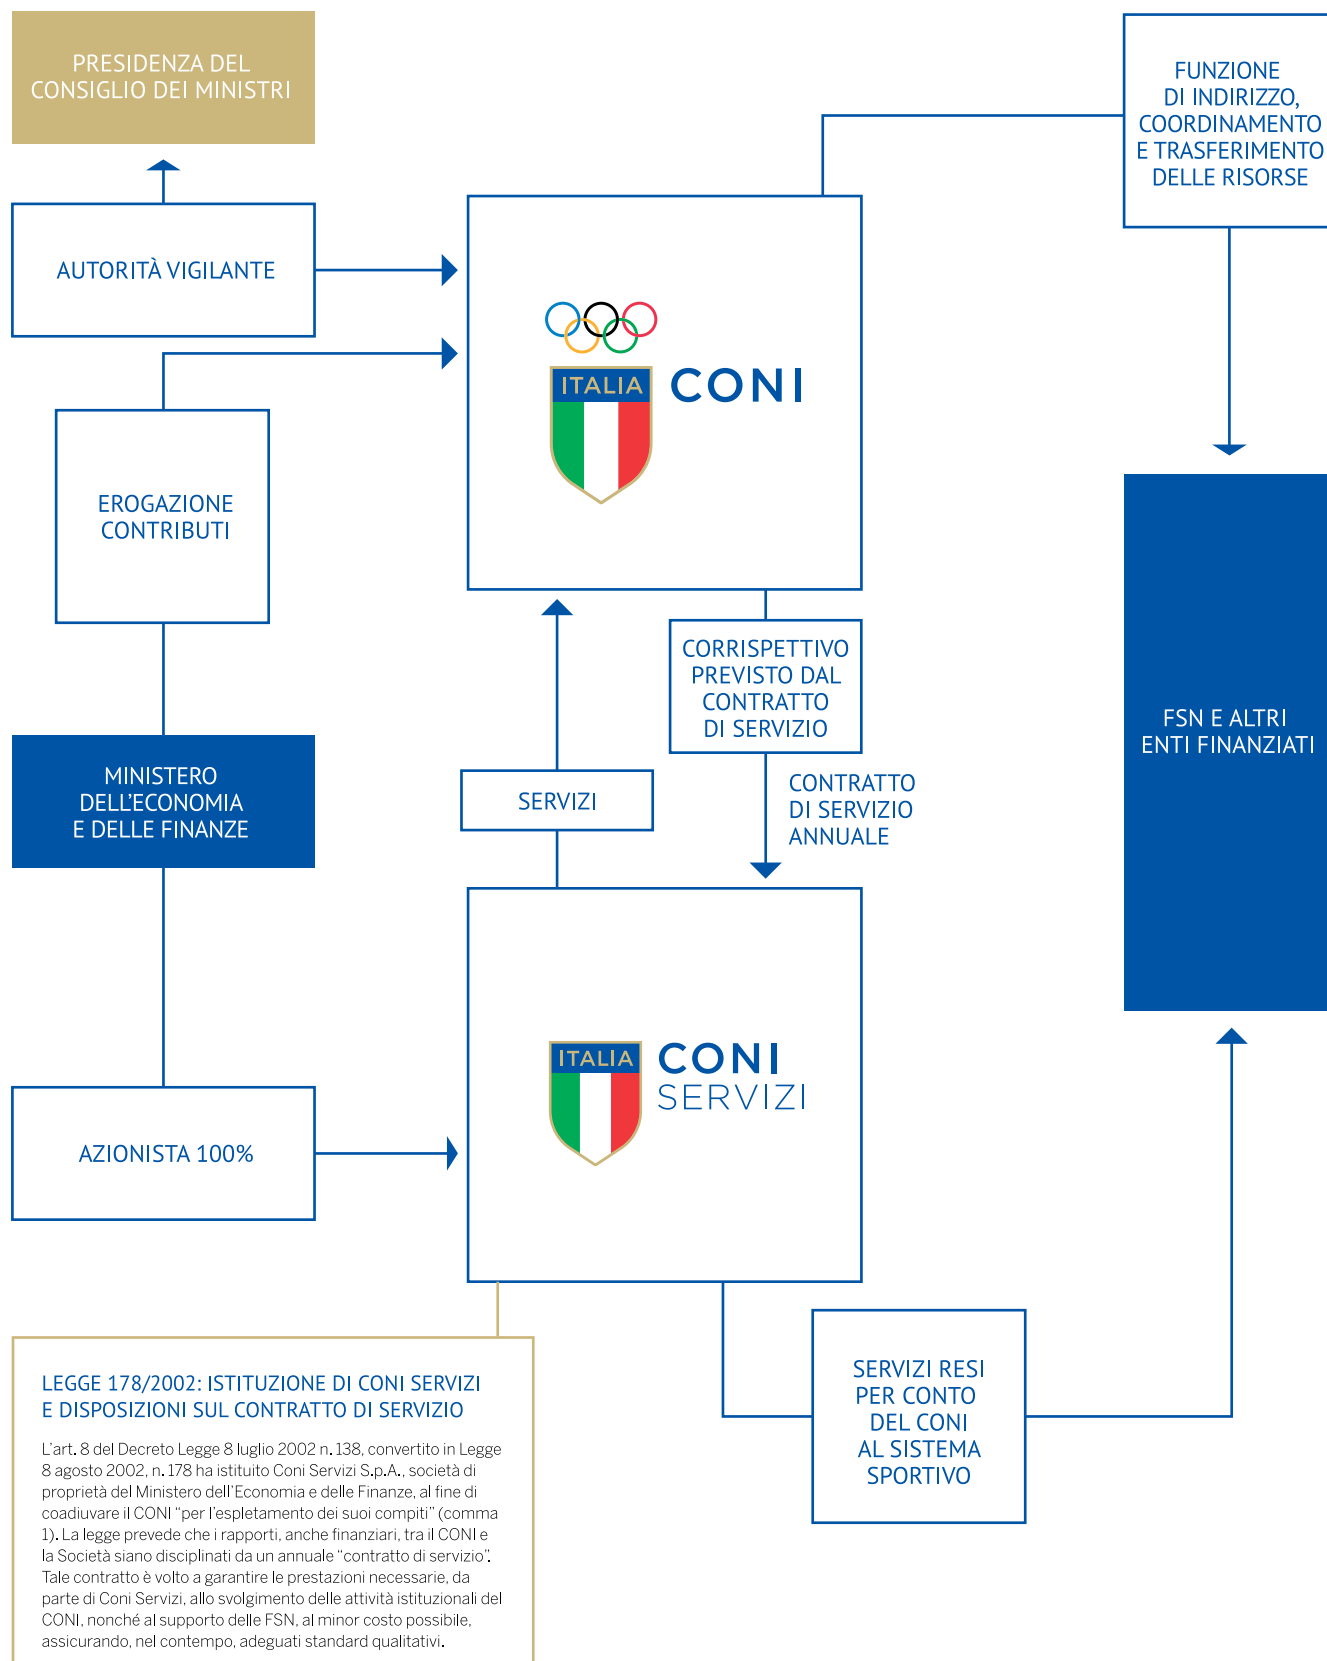 PRESIDENZA DEL
CONSIGLIO DEI MINISTRI
AUTORITÀ VIGILANTE
EROGAZIONE
CONTRIBUTI
MINISTERO
DELL'ECONOMIA
E DELLE FINANZE
AZIONISTA 100%
ITALIA
CONI
SERVIZI
CORRISPETTIVO
PREVISTO DAL
CONTRATTO
DI SERVIZIO
CONTRATTO
DI SERVIZIO
ANNUALE
ITALIA
CONI
SERVIZI
FUNZIONE
DI INDIRIZZO,
COORDINAMENTO
E TRASFERIMENTO
DELLE RISORSE
FSN E ALTRI
ENTI FINANZIATI
SERVIZI RESI
PER CONTO
DEL CONI
AL SISTEMA
SPORTIVO
LEGGE 178/2002: ISTITUZIONE DI CONI SERVIZI
E DISPOSIZIONI SUL CONTRATTO DI SERVIZIO
L'art. 8 del Decreto Legge 8 luglio 2002 n. 138, convertito in Legge
8 agosto 2002, n. 178 ha istituito Coni Servizi S.p.A., società di
proprietà del Ministero dell'Economia e delle Finanze, al fine di
coadiuvare il CONI “per l'espletamento dei suoi compiti” (comma
1). La legge prevede che i rapporti, anche finanziari, tra il CONI e
la Società siano disciplinati da un annuale “contratto di servizio”.
Tale contratto è volto a garantire le prestazioni necessarie, da
parte di Coni Servizi, allo svolgimento delle attività istituzionali del
CONI, nonché al supporto delle FSN, al minor costo possibile,
assicurando, nel contempo, adeguati standard qualitativi.